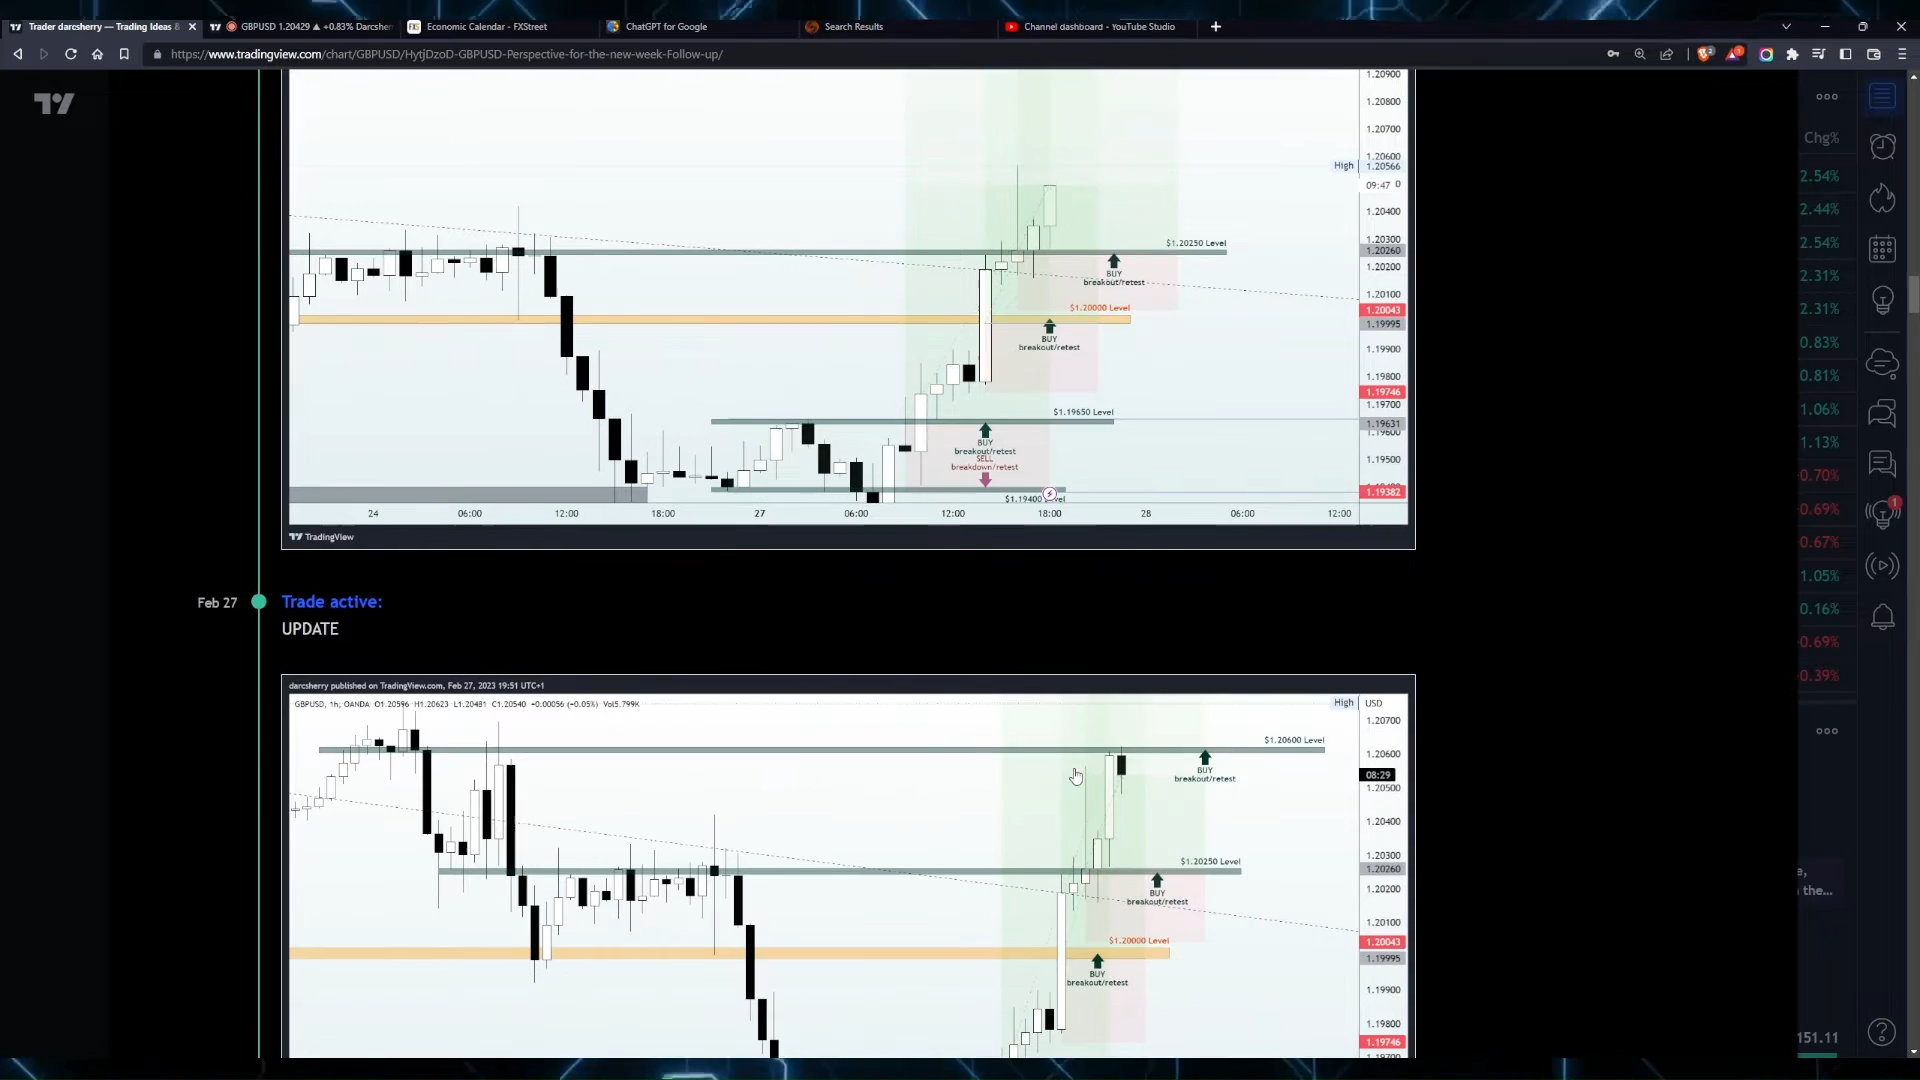 Trader darcsherry — Trading Ideas &
GBPUSD 1.20429 ▲ +0.83% Darcsher
Economic Calendar - FXStreet
ChatGPT for Google
Search Results
Channel dashboard - YouTube Studio
https://www.tradingview.com/chart/GBPUSD/HytjDzoD-GBPUSD-Perspective-for-the-new-week-Follow-up/
1.20900
1.20800
1.20700
1.20600
High 1.20566
09:47 0
1.20400
1.20300
$1.20250 Level
1.20260
1.20200
BUY
breakout/retest
1.20100
$1.20000 Level
1.20043
1.19995
BUY
breakout/retest
1.19900
1.19800
1.19746
1.19700
$1.19650 Level
1.19631
1.19600
BUY
breakout/retest
SELL
breakdown/retest
1.19500
1.19382
24 06:00 12:00 18:00 27 06:00 12:00 18:00 28 06:00 12:00
TradingView
Feb 27
Trade active:
UPDATE
darcsherry published on TradingView.com, Feb 27, 2023 19:51 UTC+1
GBPUSD, 1h, OANDA O1.20596 H1.20623 L1.20481 C1.20540 −0.00056 (−0.05%) Vol5.799K
High USD
1.20700
$1.20600 Level
1.20600
BUY
breakout/retest
08:29
1.20500
1.20400
1.20300
$1.20250 Level
1.20260
1.20200
BUY
breakout/retest
1.20100
$1.20000 Level
1.20043
1.19995
BUY
breakout/retest
1.19900
1.19800
1.19746
Chg%
2.54%
2.44%
2.54%
2.31%
2.31%
0.83%
0.81%
1.06%
1.13%
0.70%
-0.69%
-0.67%
1.05%
0.16%
-0.69%
-0.67%
-0.39%
the...
151.11